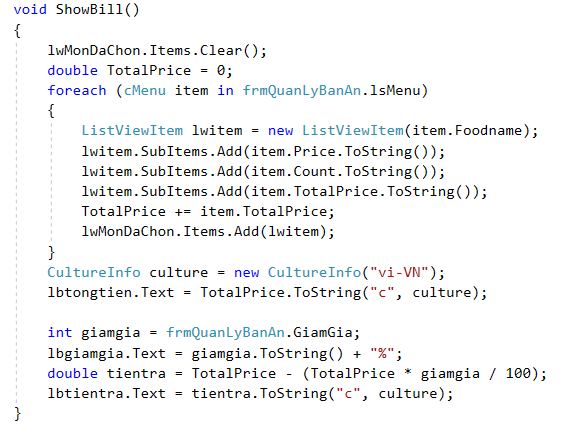 void ShowBill()
{
lwMonDaChon.Items.Clear();
double TotalPrice = 0;
foreach (cMenu item in frmQuanLyBanAn.lsMenu)
{
ListViewItem lwitem = new ListViewItem(item.Foodname);
lwitem.SubItems.Add(item.Price.ToString());
lwitem.SubItems.Add(item.Count.ToString());
lwitem.SubItems.Add(item.TotalPrice.ToString());
TotalPrice += item.TotalPrice;
lwMonDaChon.Items.Add(lwitem);
}
CultureInfo culture = new CultureInfo("vi-VN");
lbtongtien.Text = TotalPrice.ToString("c", culture);
int giamgia = frmQuanLyBanAn.GiamGia;
lbgiamgia.Text = giamgia.ToString() + "%";
double tientra = TotalPrice - (TotalPrice * giamgia / 100);
lbtientra.Text = tientra.ToString("c", culture);
}